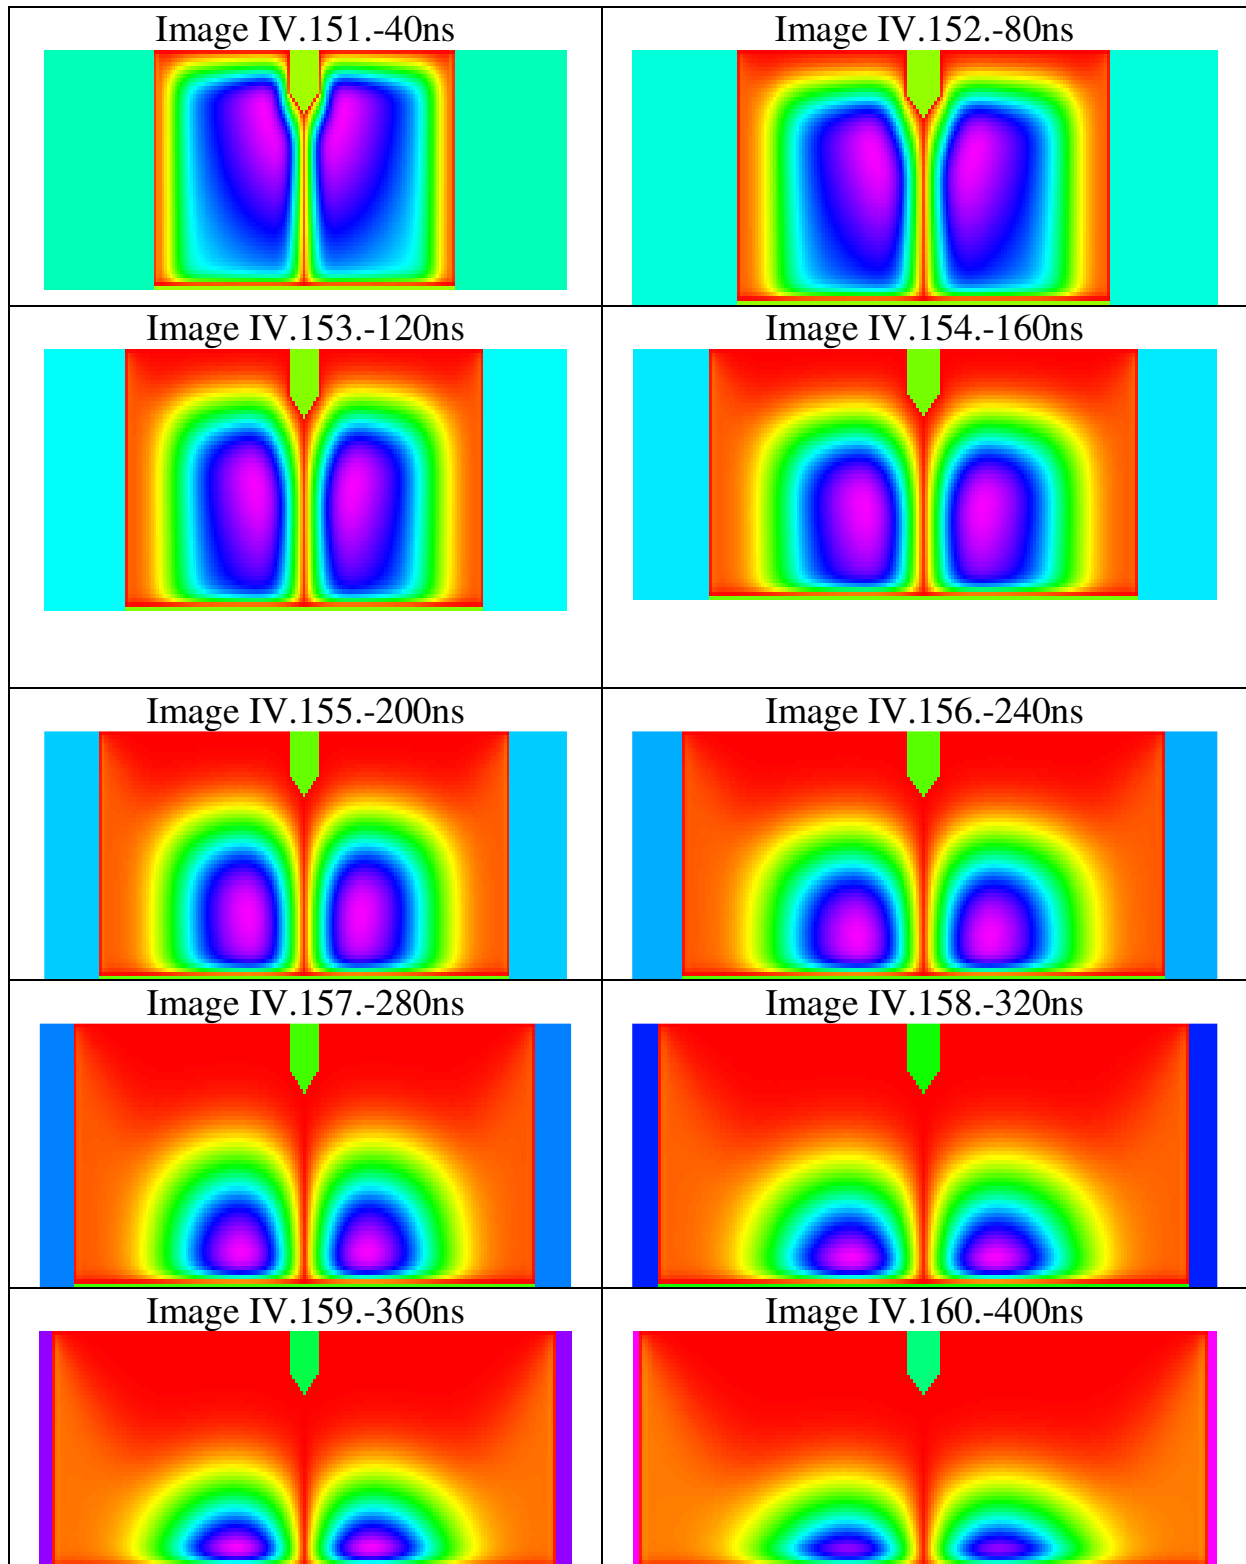 Image IV.151.-40ns
Image IV.152.-80ns
Image IV.153.-120ns
Image IV.154.-160ns
Image IV.155.-200ns
Image IV.156.-240ns
Image IV.157.-280ns
Image IV.158.-320ns
Image IV.159.-360ns
Image IV.160.-400ns